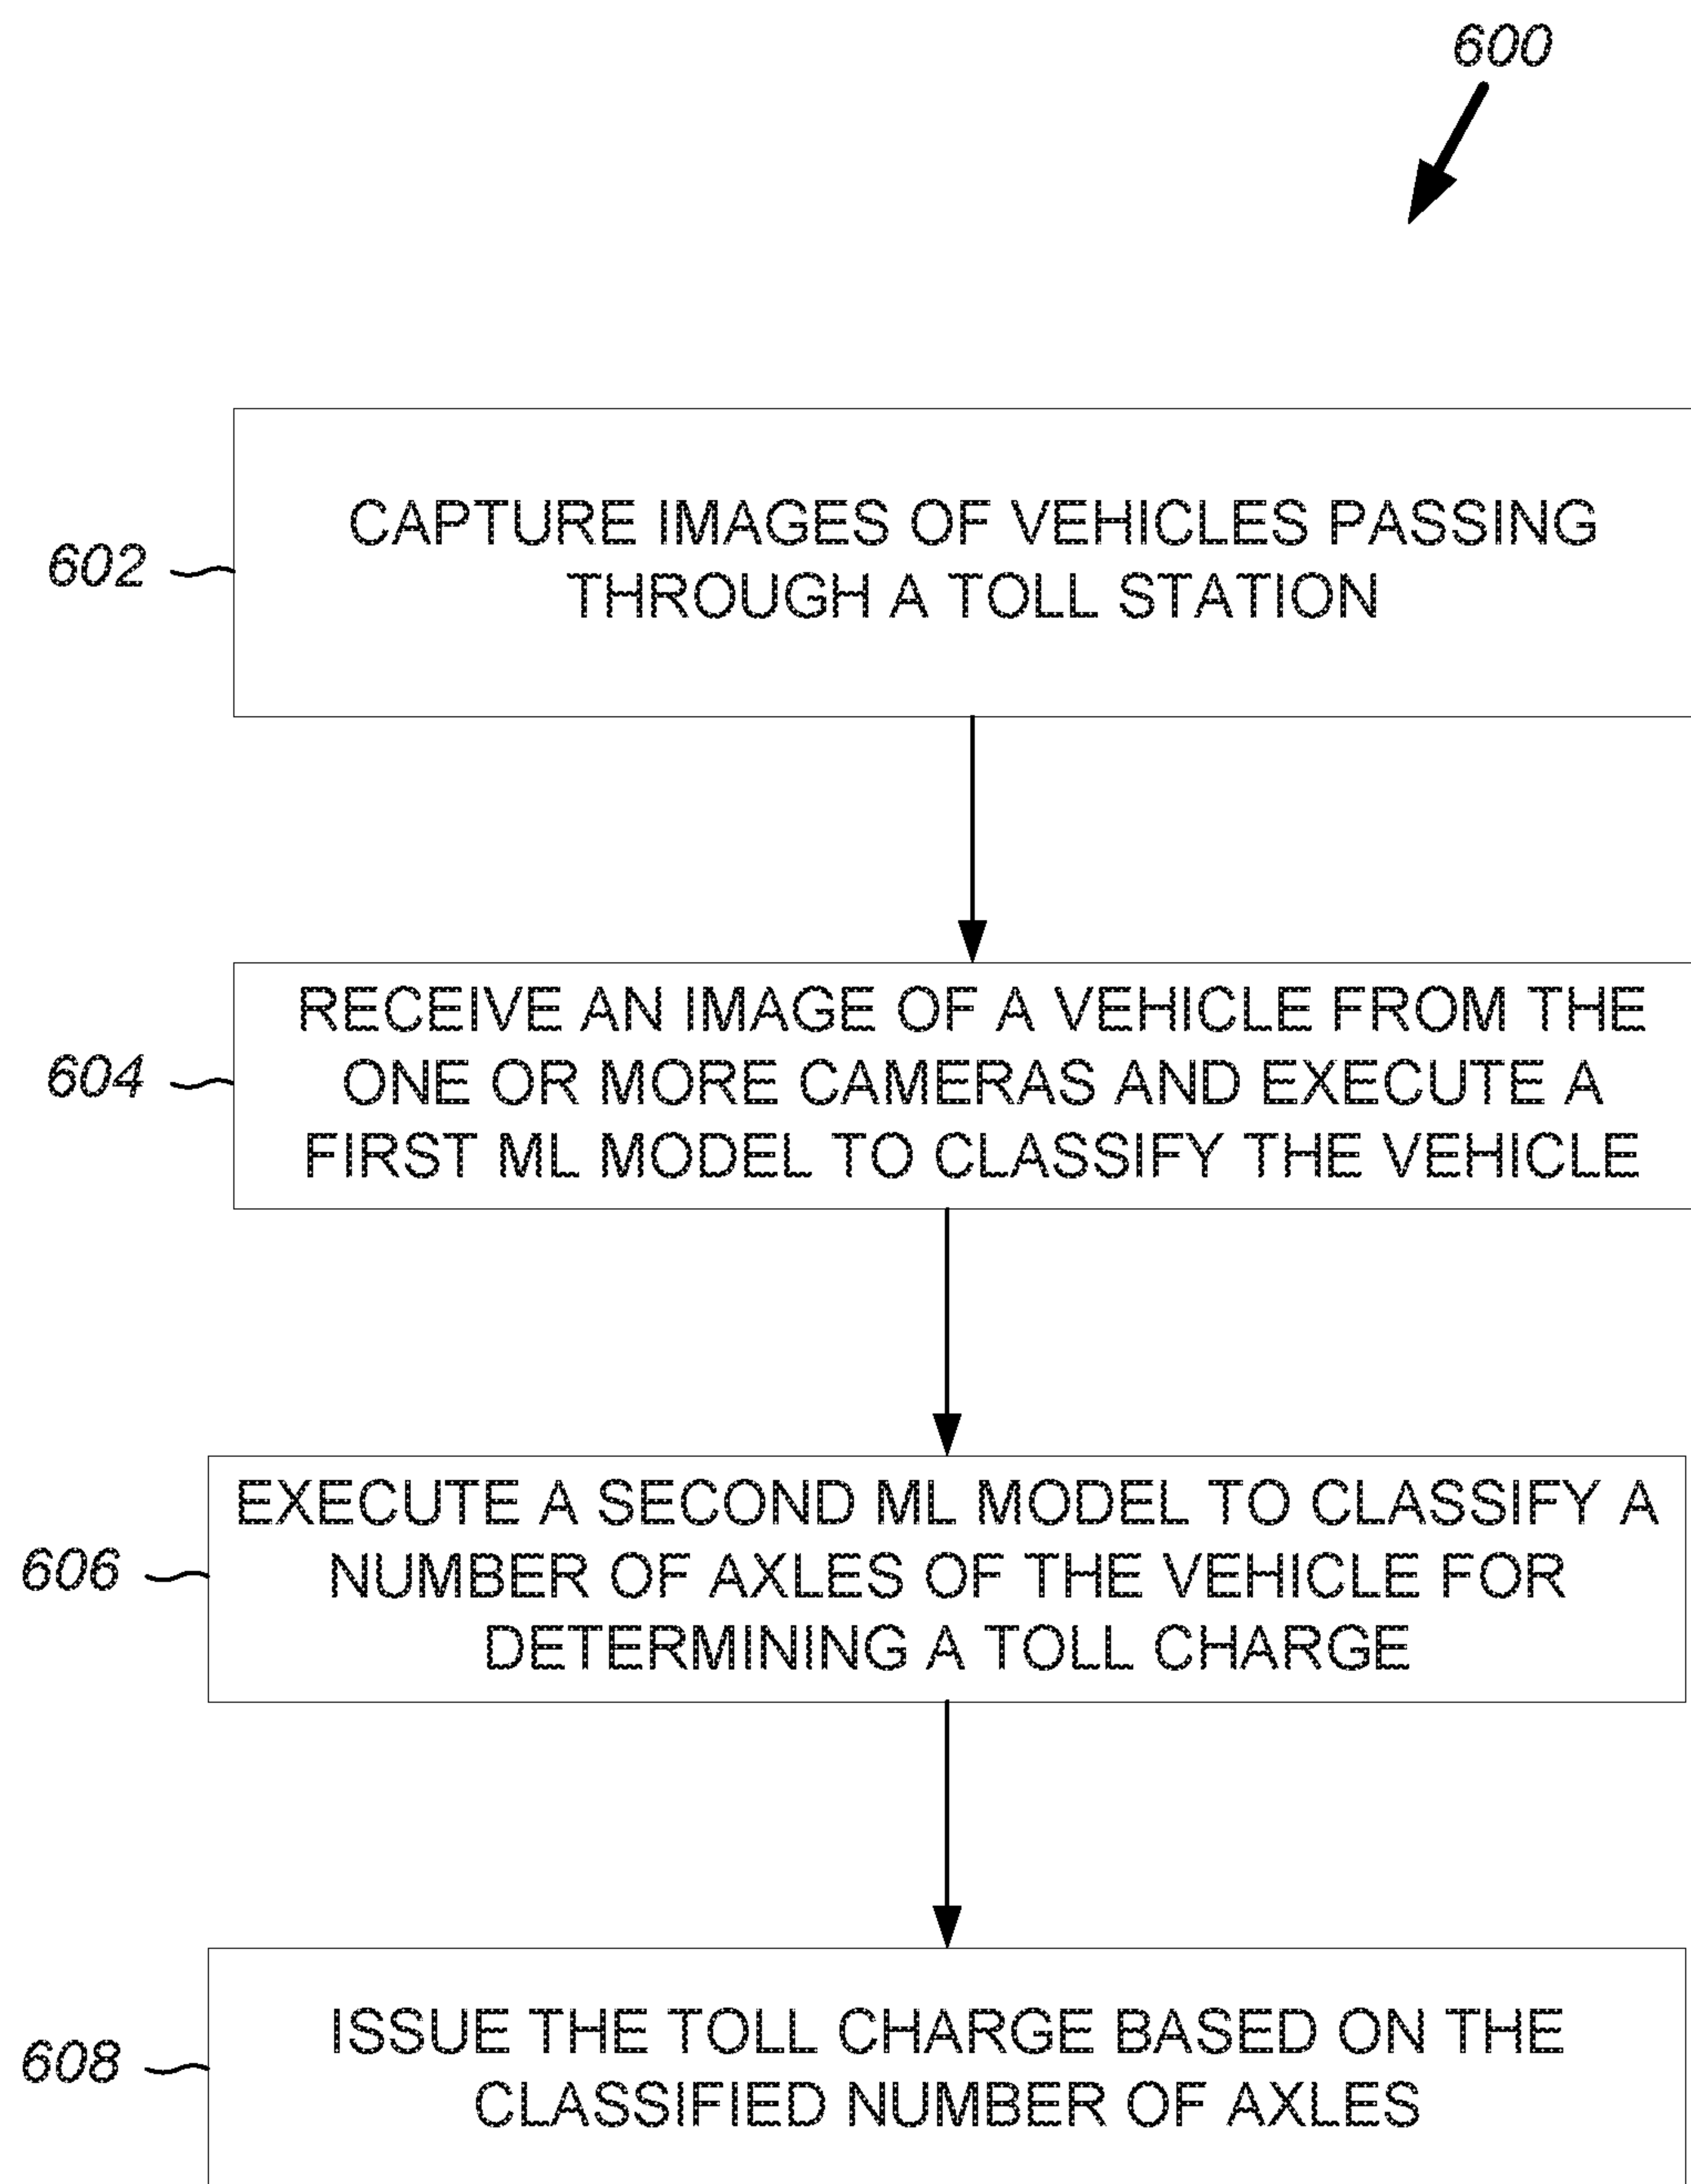 600
602
CAPTURE IMAGES OF VEHICLES PASSING
THROUGH A TOLL STATION
604
RECEIVE AN IMAGE OF A VEHICLE FROM THE
ONE OR MORE CAMERAS AND EXECUTE A
FIRST ML MODEL TO CLASSIFY THE VEHICLE
606
EXECUTE A SECOND ML MODEL TO CLASSIFY A
NUMBER OF AXLES OF THE VEHICLE FOR
DETERMINING A TOLL CHARGE
608
ISSUE THE TOLL CHARGE BASED ON THE
CLASSIFIED NUMBER OF AXLES